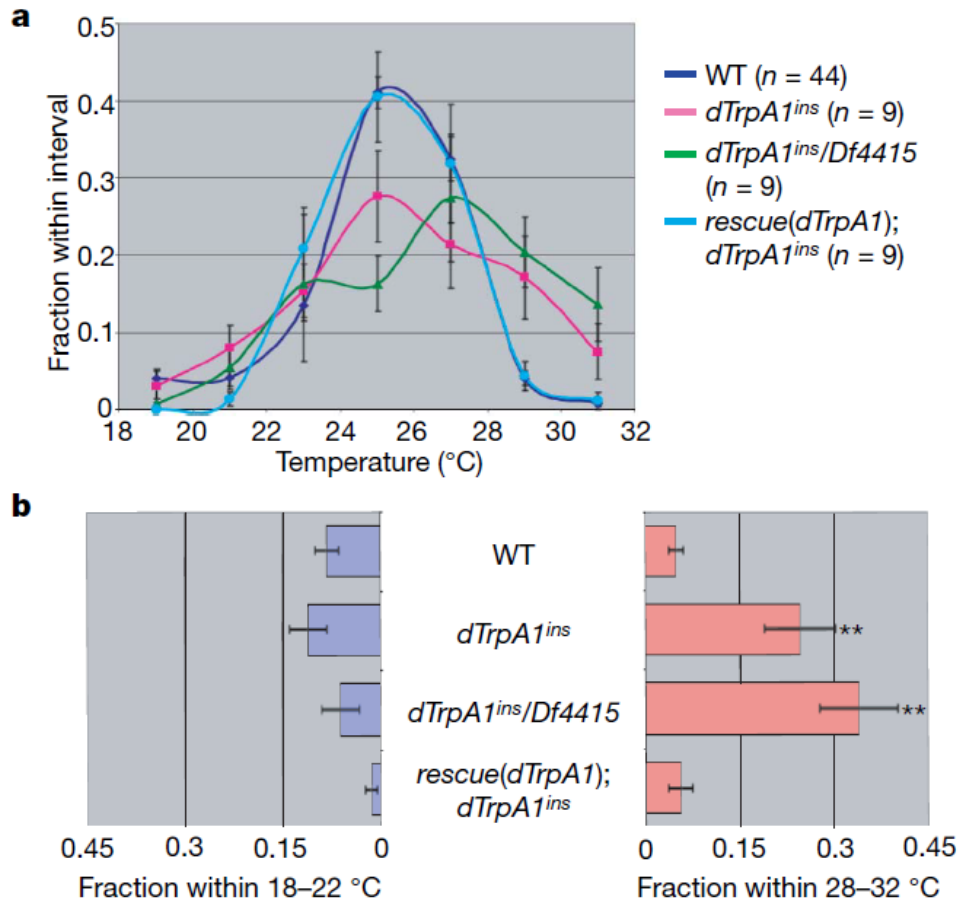 a
0.5
0.4
0.3
0.2
0.1
0
Fraction within interval
18 20 22 24 26 28 30 32
Temperature (°C)
WT (n = 44)
dTrpA1ins (n = 9)
dTrpA1ins/Df4415
(n = 9)
rescue(dTrpA1);
dTrpA1ins (n = 9)
b
WT
dTrpA1ins
**
dTrpA1ins/Df4415
**
rescue(dTrpA1);
dTrpA1ins
0.45 0.3 0.15 0
Fraction within 18–22 °C
0 0.15 0.3 0.45
Fraction within 28–32 °C